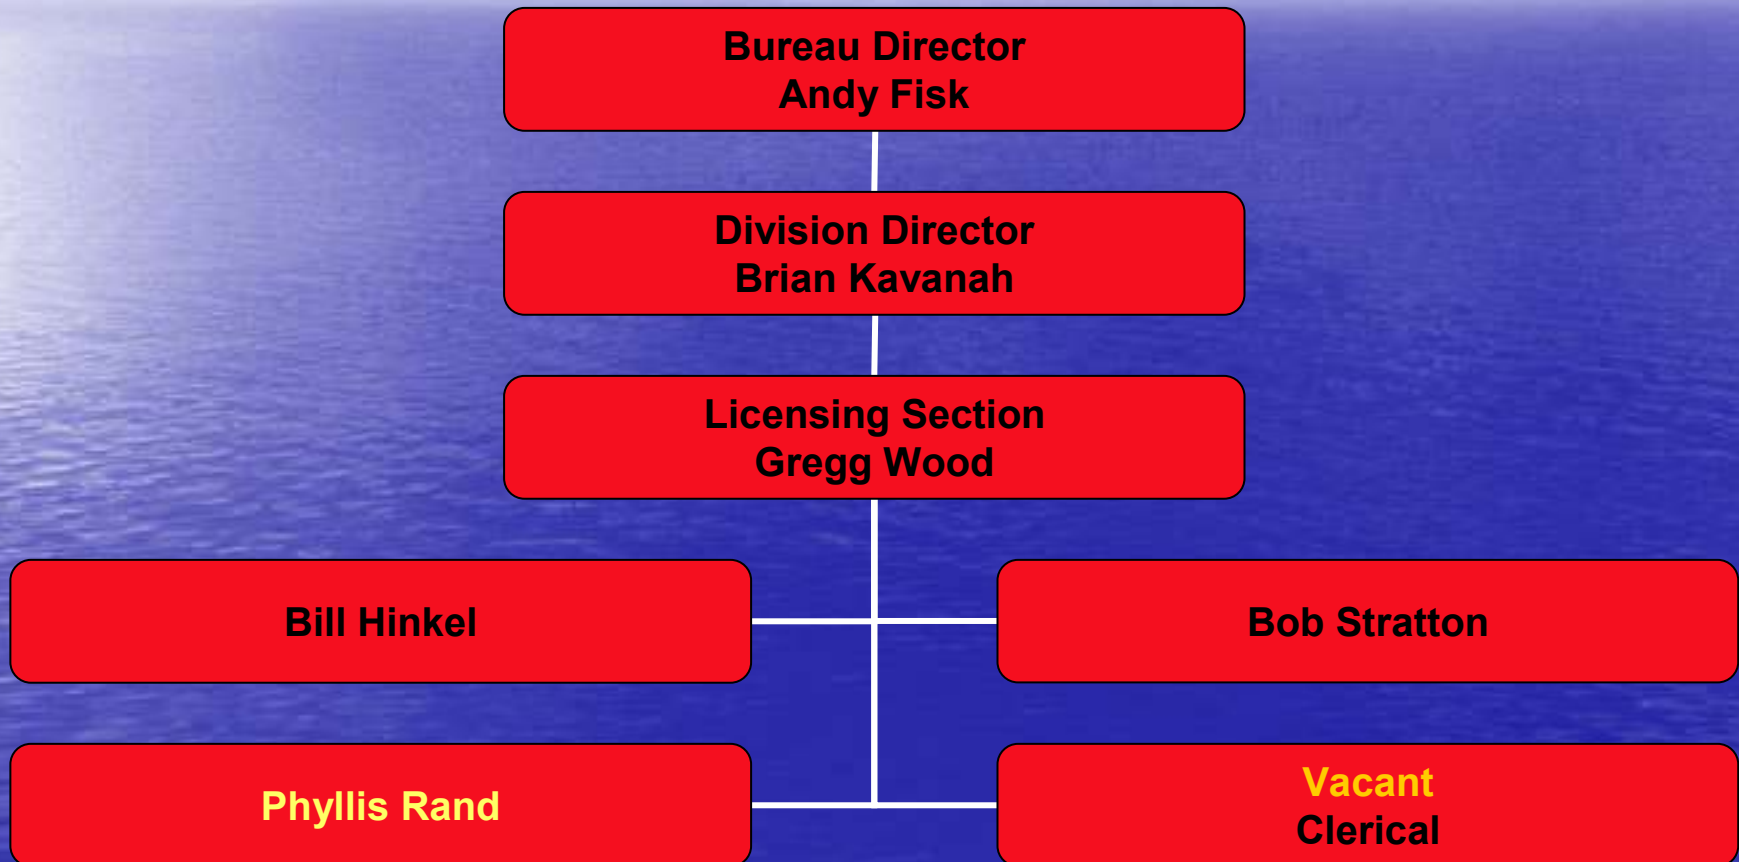 Bureau Director
Andy Fisk
Division Director
Brian Kavanah
Licensing Section
Gregg Wood
Bill Hinkel
Bob Stratton
Phyllis Rand
Vacant
Clerical